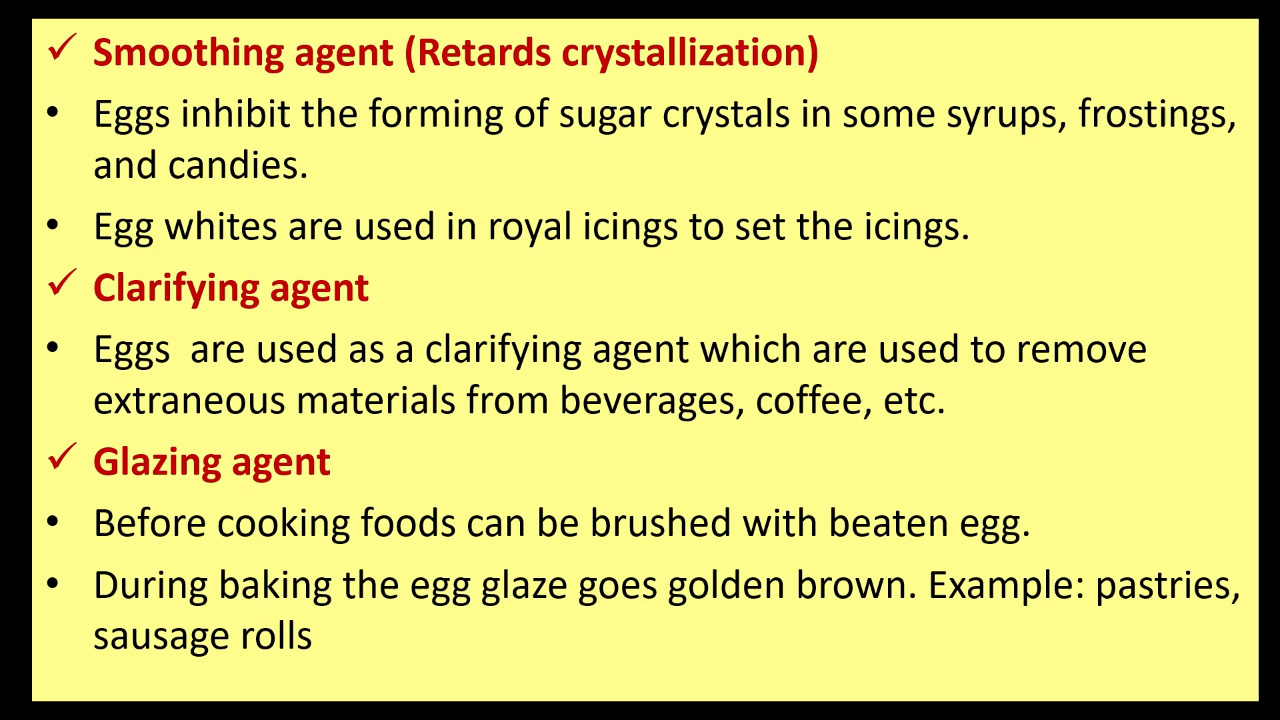 ✓ Smoothing agent (Retards crystallization)
• Eggs inhibit the forming of sugar crystals in some syrups, frostings,
and candies.
• Egg whites are used in royal icings to set the icings.
✓ Clarifying agent
• Eggs  are used as a clarifying agent which are used to remove
extraneous materials from beverages, coffee, etc.
✓ Glazing agent
• Before cooking foods can be brushed with beaten egg.
• During baking the egg glaze goes golden brown. Example: pastries,
sausage rolls